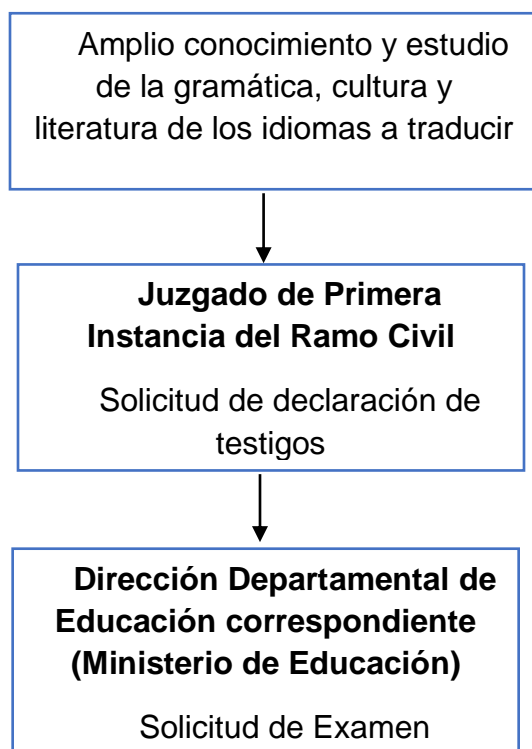 Amplio conocimiento y estudio
de la gramática, cultura y
literatura de los idiomas a traducir
Juzgado de Primera
Instancia del Ramo Civil
Solicitud de declaración de
testigos
Dirección Departamental de
Educación correspondiente
(Ministerio de Educación)
Solicitud de Examen